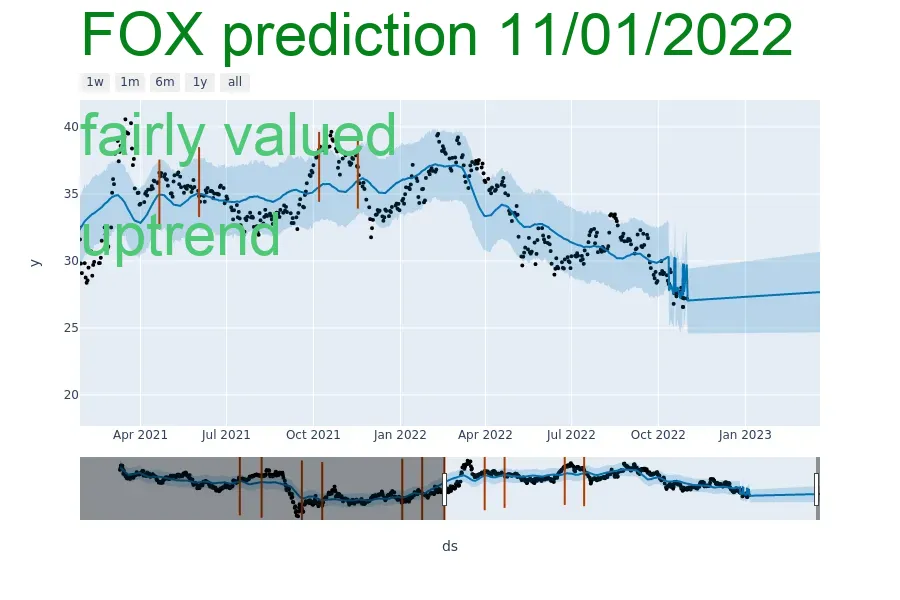 FOX prediction 11/01/2022
1w 1m 6m 1y all
fairly valued
uptrend
40
35
30
25
20
y
Apr 2021 Jul 2021 Oct 2021 Jan 2022 Apr 2022 Jul 2022 Oct 2022 Jan 2023
ds